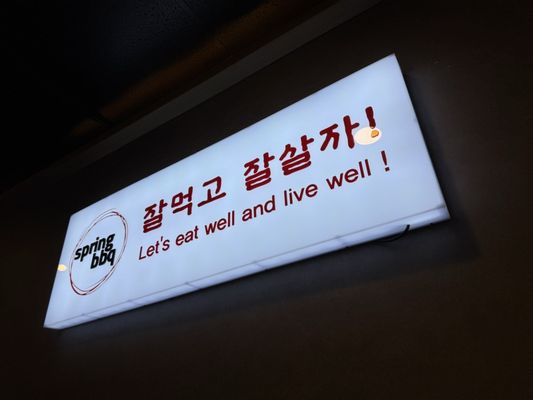 spring
bbq
잘먹고 잘살자!
Let's eat well and live well !